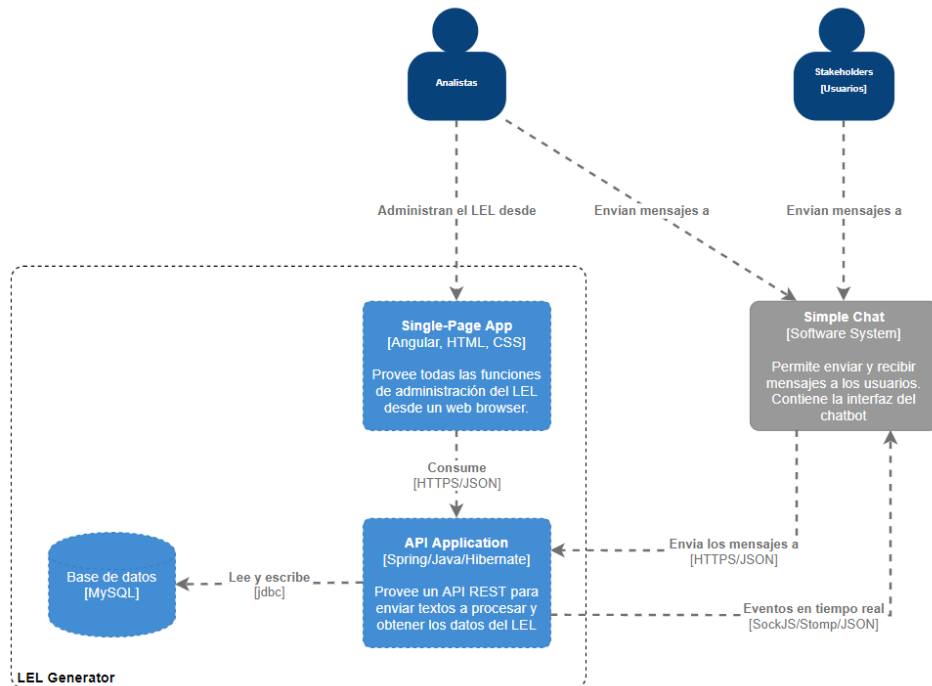 Analistas
Stakeholders
[Usuarios]
Administran el LEL desde
Envían mensajes a
Envían mensajes a
Single-Page App
[Angular, HTML, CSS]
Provee todas las funciones
de administración del LEL
desde un web browser.
Simple Chat
[Software System]
Permite enviar y recibir
mensajes a los usuarios.
Contiene la interfaz del
chatbot
Consume
[HTTPS/JSON]
API Application
[Spring/Java/Hibernate]
Provee un API REST para
enviar textos a procesar y
obtener los datos del LEL
Envia los mensajes a
[HTTPS/JSON]
Base de datos
[MySQL]
Lee y escribe
[jdbc]
Eventos en tiempo real
[SockJS/Stomp/JSON]
LEL Generator